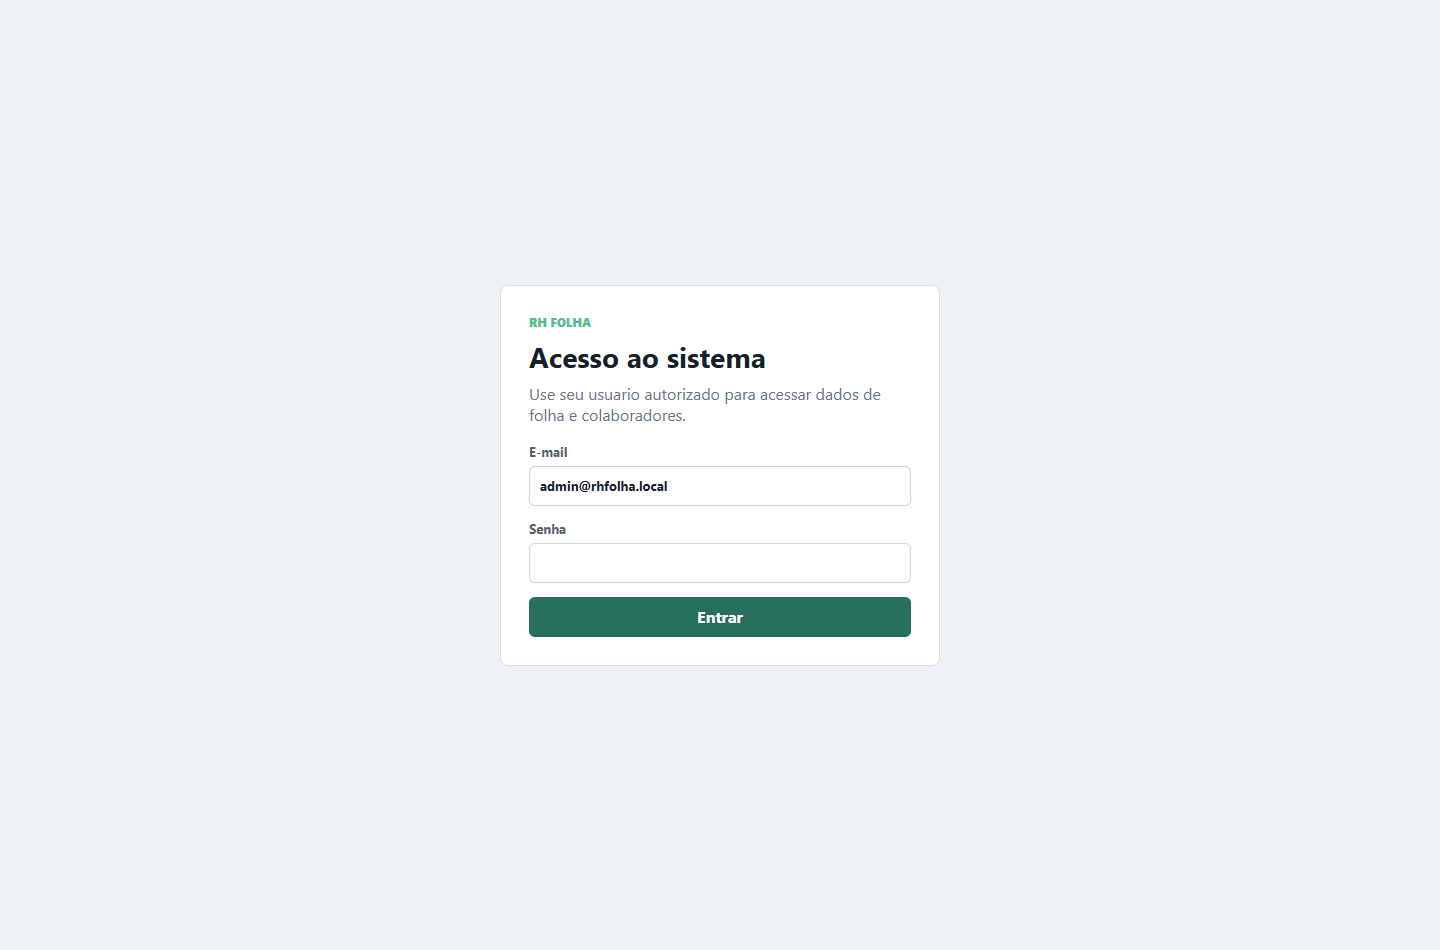 RH FOLHA
Acesso ao sistema
Use seu usuario autorizado para acessar dados de
folha e colaboradores.
E-mail
admin@rhfolha.local
Senha
Entrar